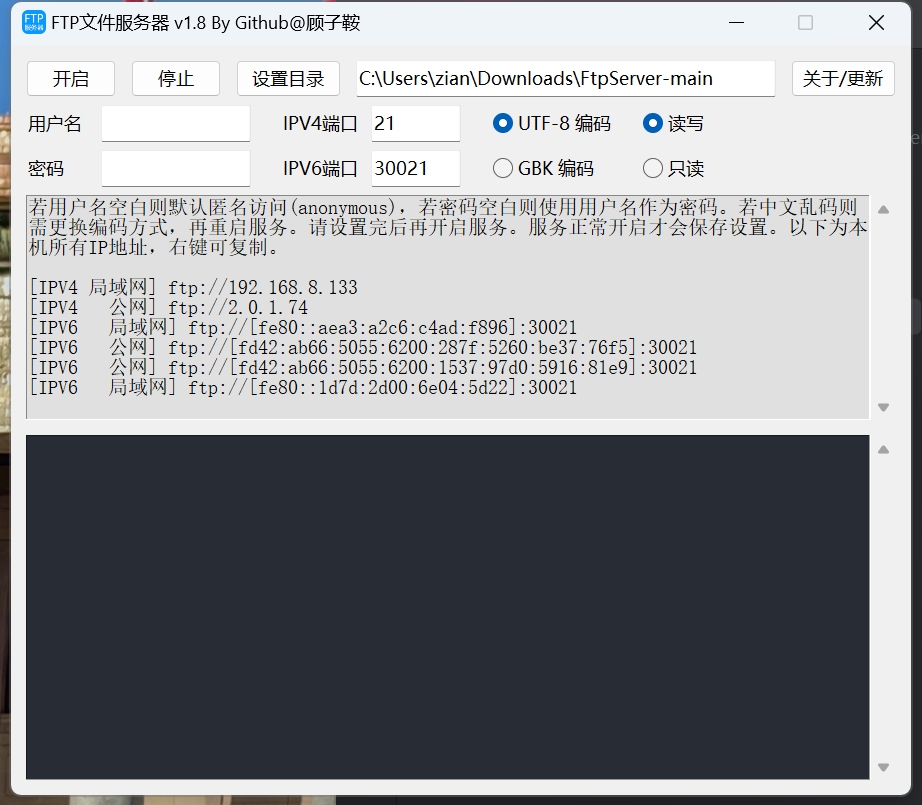 FTP文件服务器 v1.8 By Github@顾子鞍
开启 停止 设置目录 C:\Users\zian\Downloads\FtpServer-main 关于/更新
用户名 IPV4端口 21 UTF-8 编码 读写
密码 IPV6端口 30021 GBK 编码 只读
若用户名空白则默认匿名访问(anonymous)，若密码空白则使用用户名作为密码。若中文乱码则
需更换编码方式，再重启服务。请设置完后再开启服务。服务正常开启才会保存设置。以下为本
机所有IP地址，右键可复制。
[IPV4 局域网] ftp://192.168.8.133
[IPV4 公网] ftp://2.0.1.74
[IPV6 局域网] ftp://[fe80::aea3:a2c6:c4ad:f896]:30021
[IPV6 公网] ftp://[fd42:ab66:5055:6200:287f:5260:be37:76f5]:30021
[IPV6 公网] ftp://[fd42:ab66:5055:6200:1537:97d0:5916:81e9]:30021
[IPV6 局域网] ftp://[fe80::1d7d:2d00:6e04:5d22]:30021